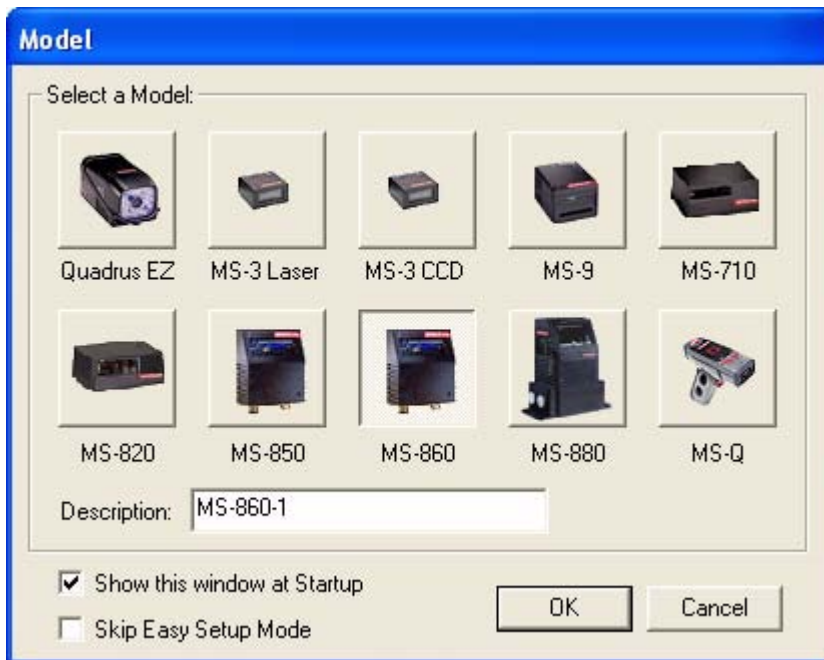 Model
Select a Model:
Quadrus EZ MS-3 Laser MS-3 CCD MS-9 MS-710
MS-820 MS-850 MS-860 MS-880 MS-Q
Description: MS-860-1
Show this window at Startup
Skip Easy Setup Mode
OK Cancel